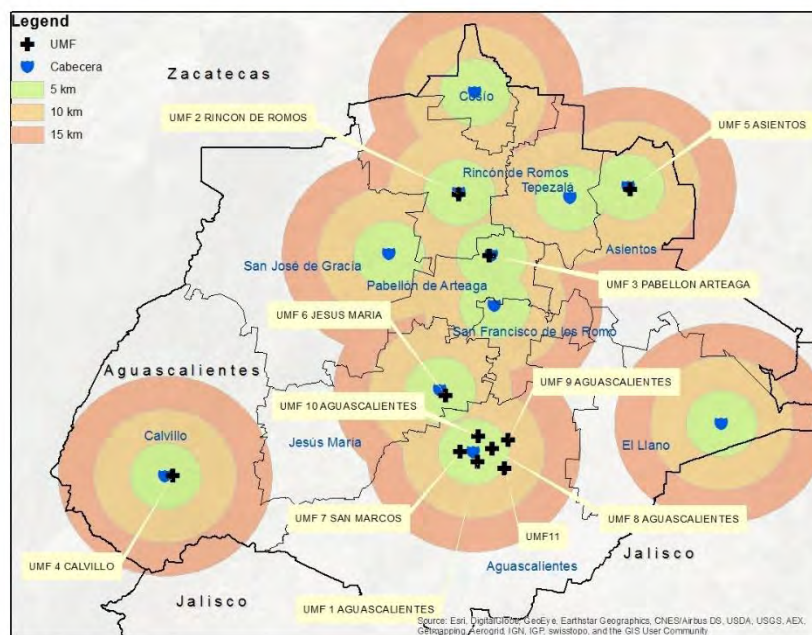 Legend
UMF
Cabecera
5 km
10 km
15 km
Zacatecas
Cosío
UMF 2 RINCON DE ROMOS
UMF 5 ASIENTOS
Rincón de Romos
Tepezalá
Asientos
San José de Gracia
Pabellón de Arteaga
UMF 3 PABELLON ARTEAGA
UMF 6 JESUS MARIA
San Francisco de los Romo
Aguascalientes
UMF 9 AGUASCALIENTES
UMF 10 AGUASCALIENTES
Calvillo
Jesús María
El Llano
UMF 7 SAN MARCOS
UMF 8 AGUASCALIENTES
UMF11
UMF 4 CALVILLO
Jalisco
Aguascalientes
Jalisco
UMF 1 AGUASCALIENTES
Source: Esri, DigitalGlobe, GeoEye, Earthstar Geographics, CNES/Airbus DS, USDA, USGS, AEX,
Getmapping, Aerogrid, IGN, IGP, swisstopo, and the GIS User Community